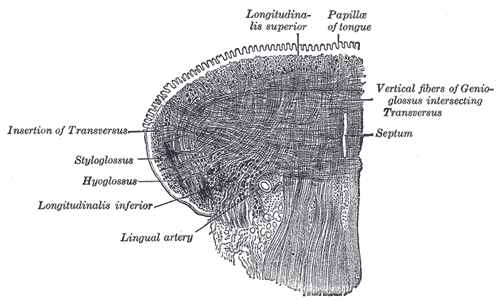 Longitudina-
lis superior
Papillæ
of tongue
Vertical fibers of Genio-
glossus intersecting
Transversus
Septum
Insertion of Transversus
Styloglossus
Hyoglossus
Longitudinalis inferior
Lingual artery